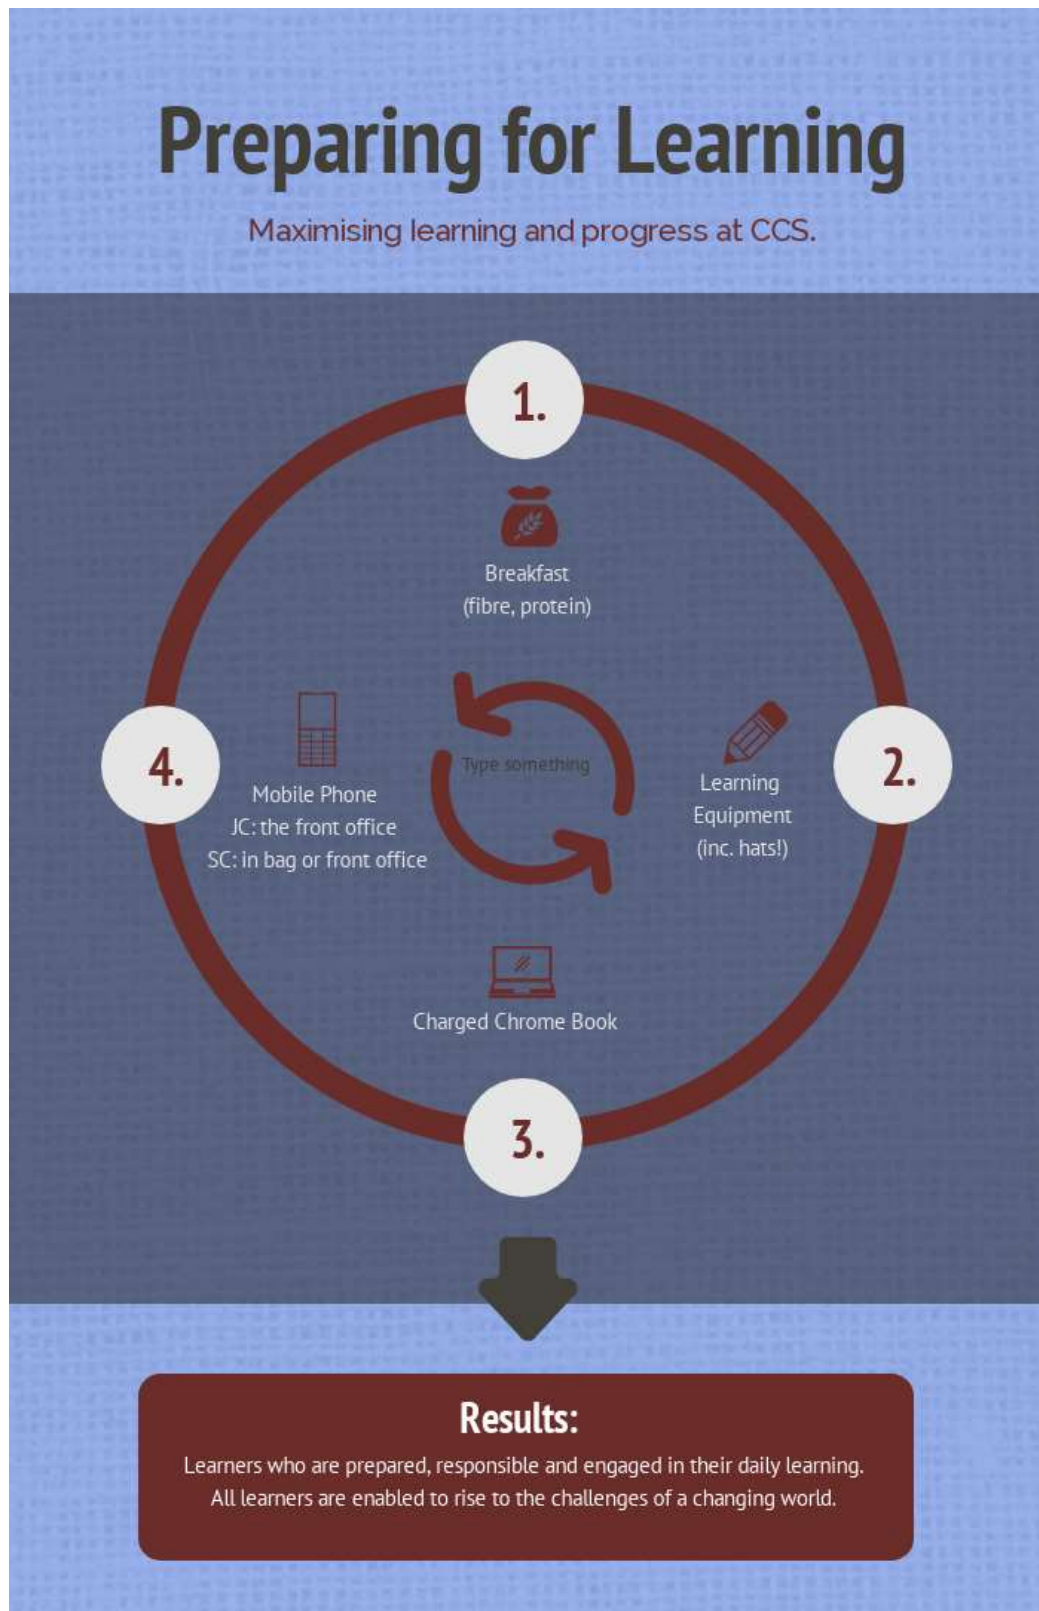 Preparing for Learning
Maximising learning and progress at CCS.
1.
Breakfast
(fibre, protein)
2.
Learning
Equipment
(inc. hats!)
Type something
4.
Mobile Phone
JC: the front office
SC: in bag or front office
Charged Chrome Book
3.
Results:
Learners who are prepared, responsible and engaged in their daily learning.
All learners are enabled to rise to the challenges of a changing world.